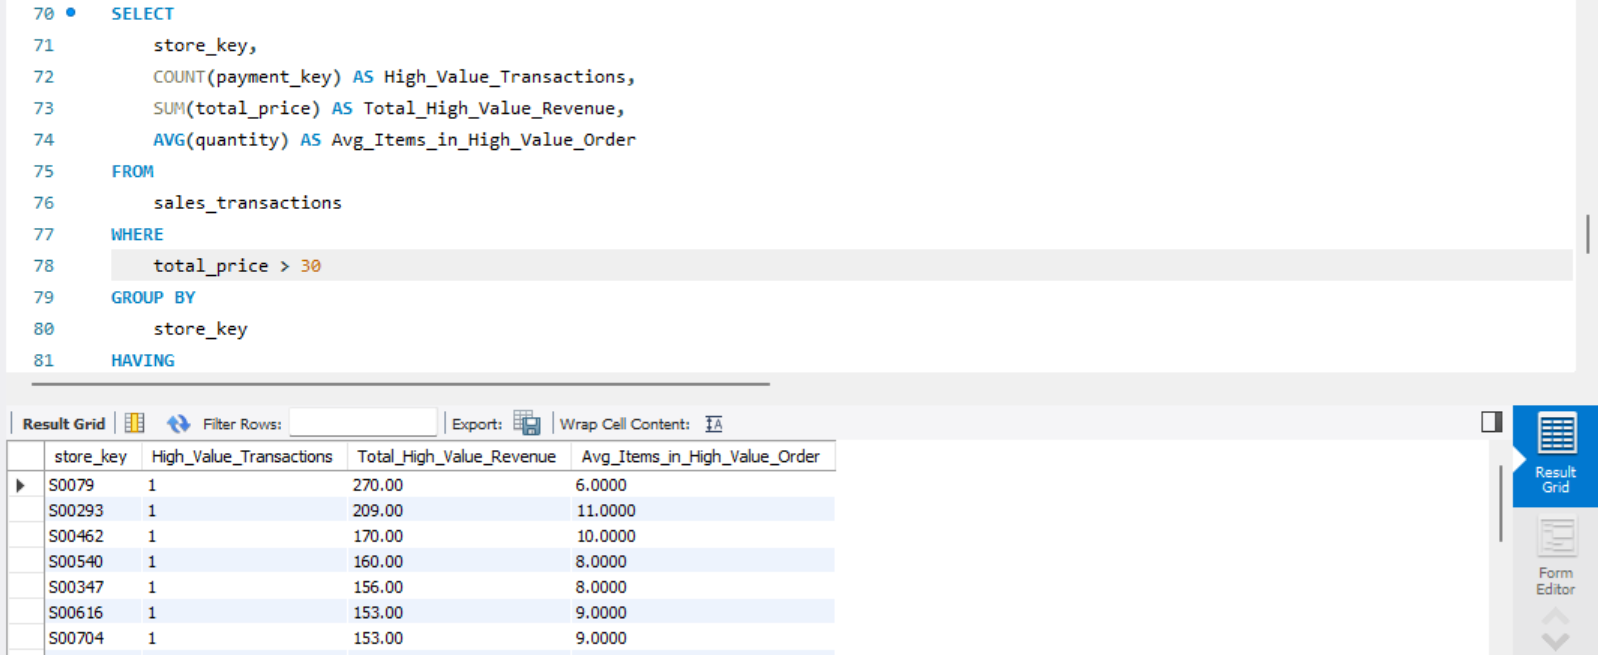 70 SELECT
71 store_key,
72 COUNT(payment_key) AS High_Value_Transactions,
73 SUM(total_price) AS Total_High_Value_Revenue,
74 AVG(quantity) AS Avg_Items_in_High_Value_Order
75 FROM
76 sales_transactions
77 WHERE
78 total_price > 30
79 GROUP BY
80 store_key
81 HAVING
Result Grid Filter Rows: Export: Wrap Cell Content: IA
store_key High_Value_Transactions Total_High_Value_Revenue Avg_Items_in_High_Value_Order
S0079 1 270.00 6.0000
S00293 1 209.00 11.0000
S00462 1 170.00 10.0000
S00540 1 160.00 8.0000
S00347 1 156.00 8.0000
S00616 1 153.00 9.0000
S00704 1 153.00 9.0000
Result
Grid
Form
Editor